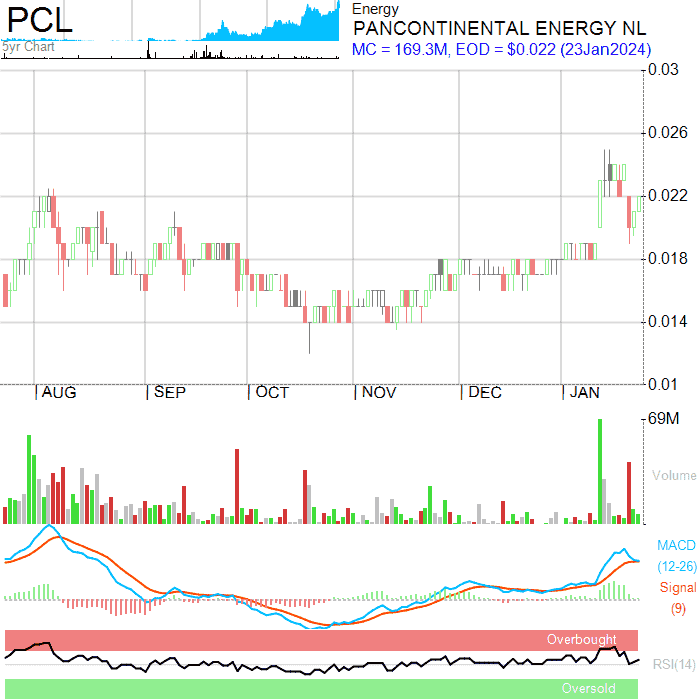 PCL
5yr Chart
Energy
PANCONTINENTAL ENERGY NL
MC = 169.3M, EOD = $0.022 (23Jan2024)
0.03
0.026
0.022
0.018
0.014
0.01
AUG SEP OCT NOV DEC JAN
69M
Volume
MACD
(12-26)
Signal
(9)
Overbought
RSI(14)
Oversold